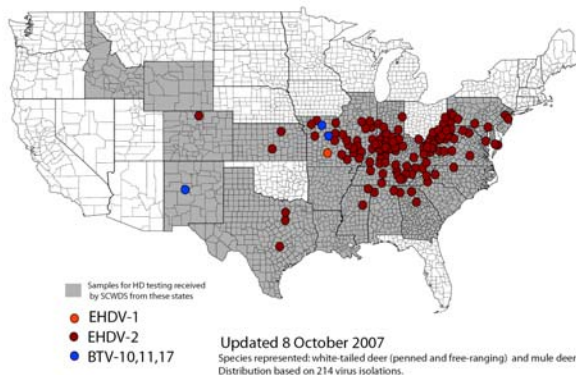 Samples for HD testing received
by SCWDS from these states
EHDV-1
EHDV-2
BTV-10,11,17
Updated 8 October 2007
Species represented: white-tailed deer (penned and free-ranging) and mule deer.
Distribution based on 214 virus isolations.